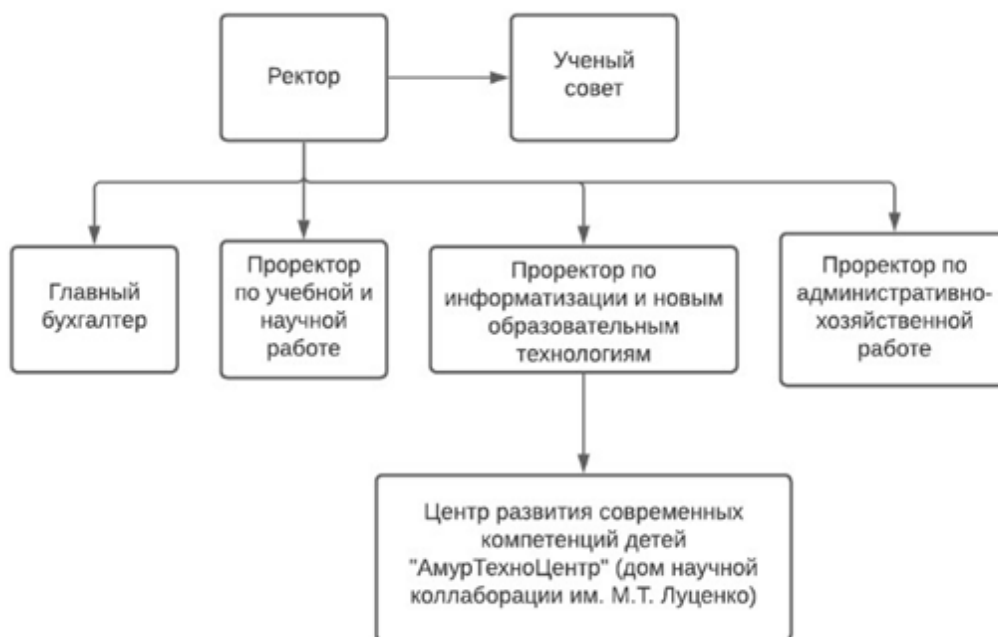 Ректор
Ученый
совет
Главный
бухгалтер
Проректор
по учебной и
научной
работе
Проректор по
информатизации и новым
образовательным
технологиям
Проректор по
административно-
хозяйственной
работе
Центр развития современных
компетенций детей
"АмурТехноЦентр" (дом научной
коллаборации им. М.Т. Луценко)